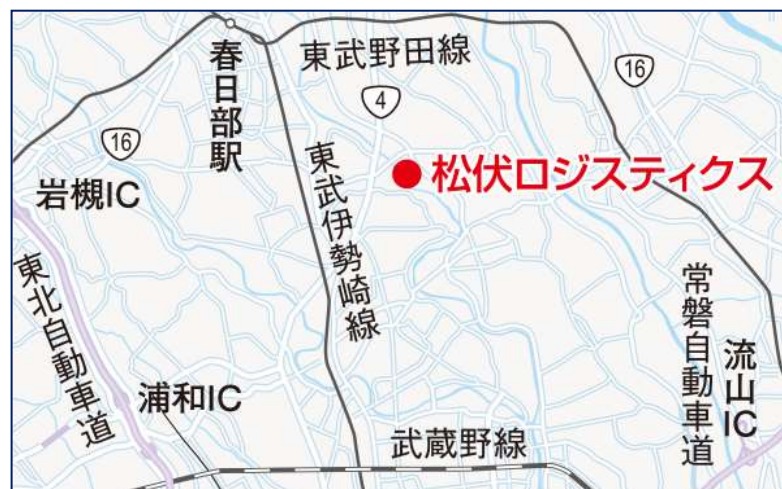 東武野田線
春日部駅
4
16
16
松伏ロジスティクス
岩槻IC
東武伊勢崎線
東北自動車道
常磐自動車道
流山IC
浦和IC
武蔵野線